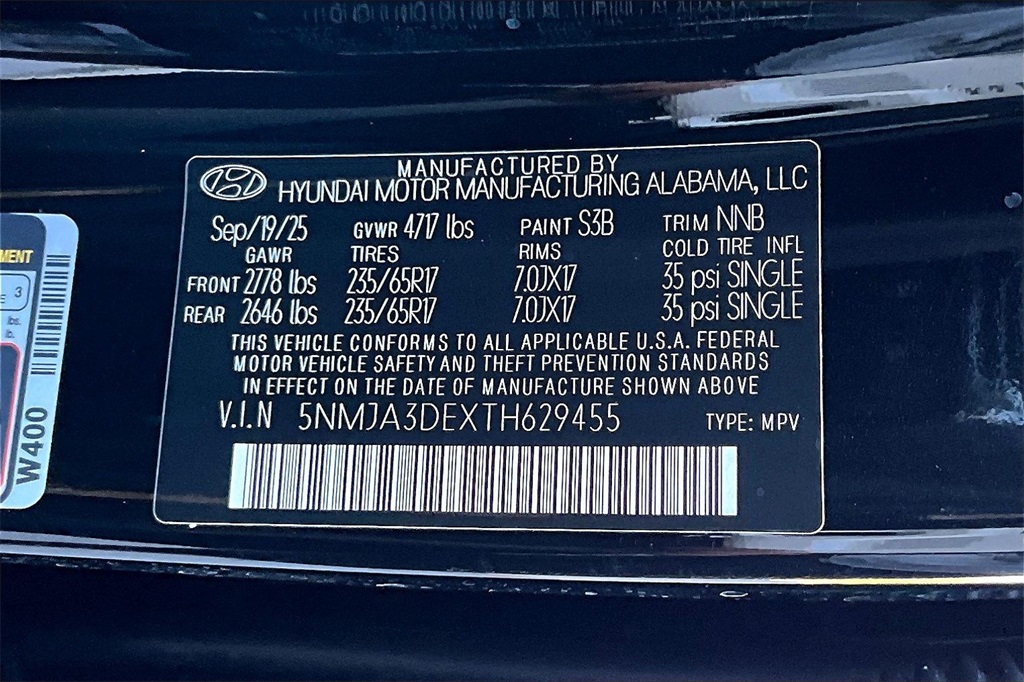 MANUFACTURED BY
HYUNDAI MOTOR MANUFACTURING ALABAMA, LLC
Sep/19/25 GVWR 4717 lbs PAINT S3B TRIM NNB
GAWR TIRES RIMS COLD TIRE INFL
FRONT 2778 lbs 235/65R17 7.0JX17 35 psi SINGLE
REAR 2646 lbs 235/65R17 7.0JX17 35 psi SINGLE
THIS VEHICLE CONFORMS TO ALL APPLICABLE U.S.A. FEDERAL
MOTOR VEHICLE SAFETY AND THEFT PREVENTION STANDARDS
IN EFFECT ON THE DATE OF MANUFACTURE SHOWN ABOVE
V.I.N 5NMJA3DEXTH629455 TYPE: MPV
3
lbs.
lb.
W400